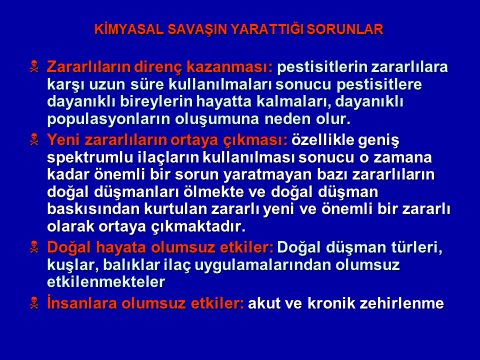 KİMYASAL SAVAŞIN YARATTIĞI SORUNLAR
Zararlıların direnç kazanması: pestisitlerin zararlılara
karşı uzun süre kullanılmaları sonucu pestisitlere
dayanıklı bireylerin hayatta kalmaları, dayanıklı
populasyonların oluşumuna neden olur.
Yeni zararlıların ortaya çıkması: özellikle geniş
spektrumlu ilaçların kullanılması sonucu o zamana
kadar önemli bir sorun yaratmayan bazı zararlıların
doğal düşmanları ölmekte ve doğal düşman
baskısından kurtulan zararlı yeni ve önemli bir zararlı
olarak ortaya çıkmaktadır.
Doğal hayata olumsuz etkiler: Doğal düşman türleri,
kuşlar, balıklar ilaç uygulamalarından olumsuz
etkilenmekteler
İnsanlara olumsuz etkiler: akut ve kronik zehirlenme